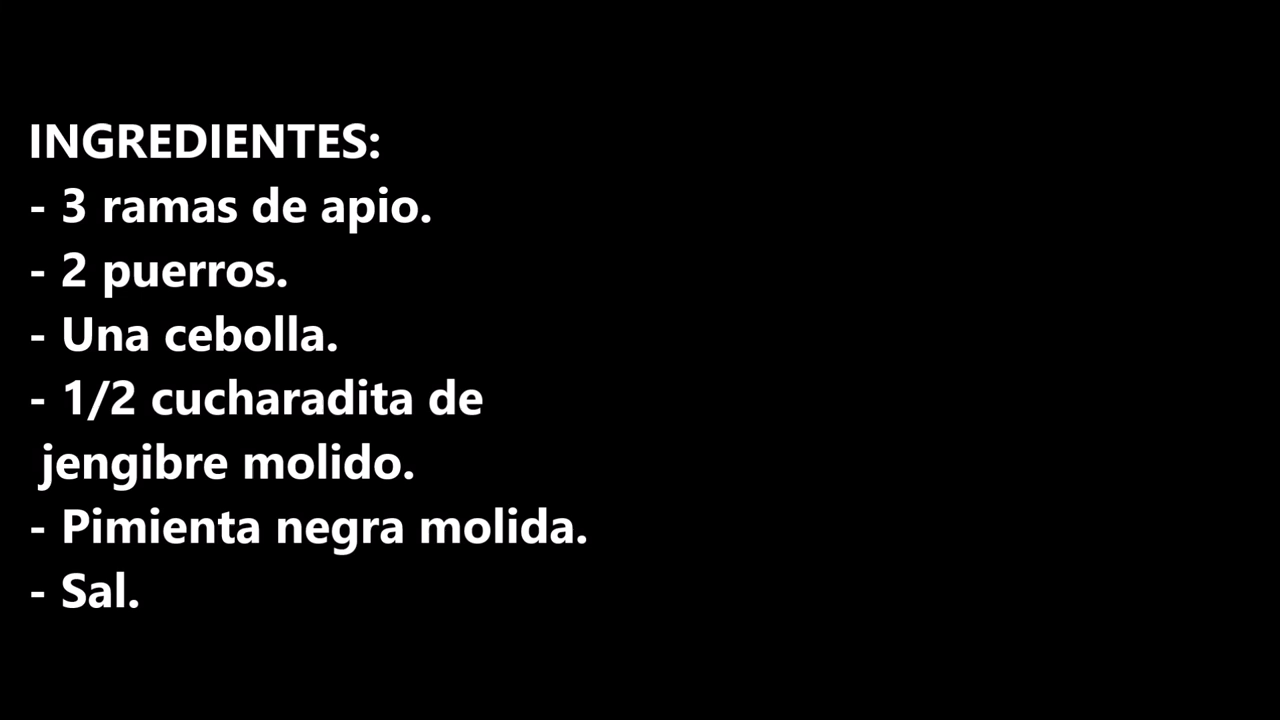 INGREDIENTES:
- 3 ramas de apio.
- 2 puerros.
- Una cebolla.
- 1/2 cucharadita de
jengibre molido.
- Pimienta negra molida.
- Sal.